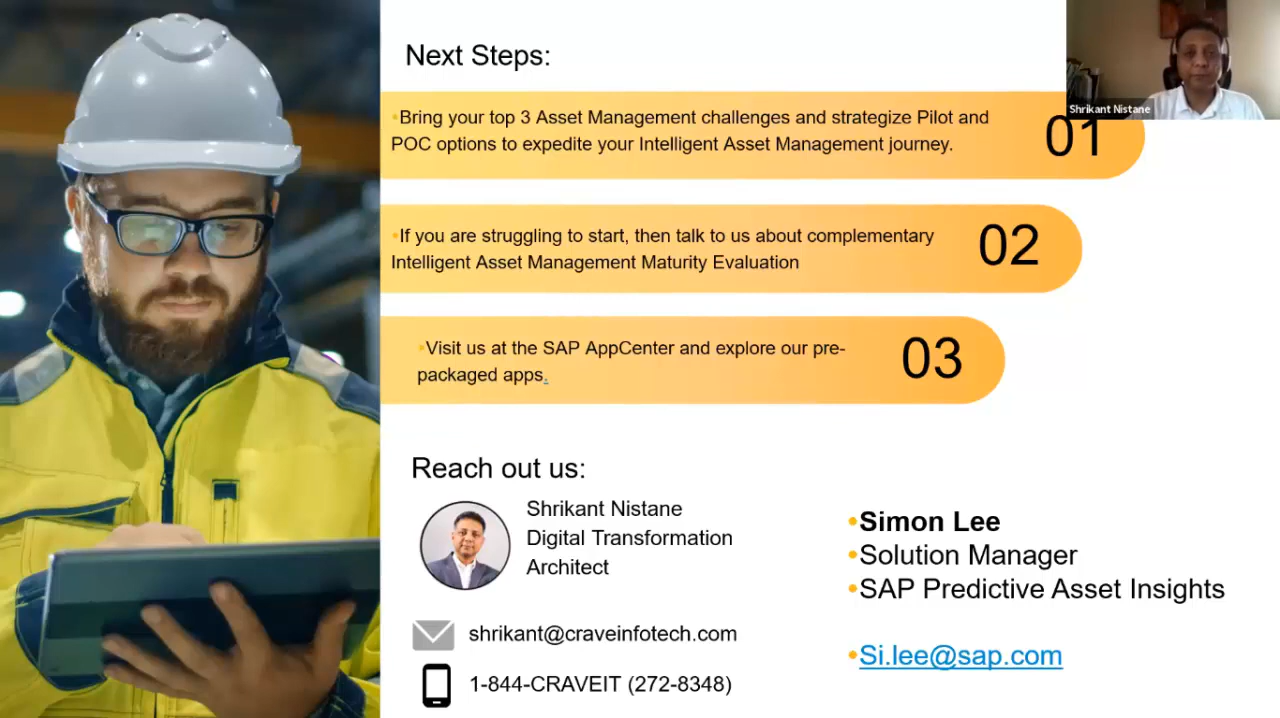 Next Steps:
Shrikant Nistane
•Bring your top 3 Asset Management challenges and strategize Pilot and
POC options to expedite your Intelligent Asset Management journey.
01
•If you are struggling to start, then talk to us about complementary
Intelligent Asset Management Maturity Evaluation
02
•Visit us at the SAP AppCenter and explore our pre-
packaged apps.
03
Reach out us:
Shrikant Nistane
Digital Transformation
Architect
shrikant@craveinfotech.com
1-844-CRAVEIT (272-8348)
•Simon Lee
•Solution Manager
•SAP Predictive Asset Insights
•Si.lee@sap.com